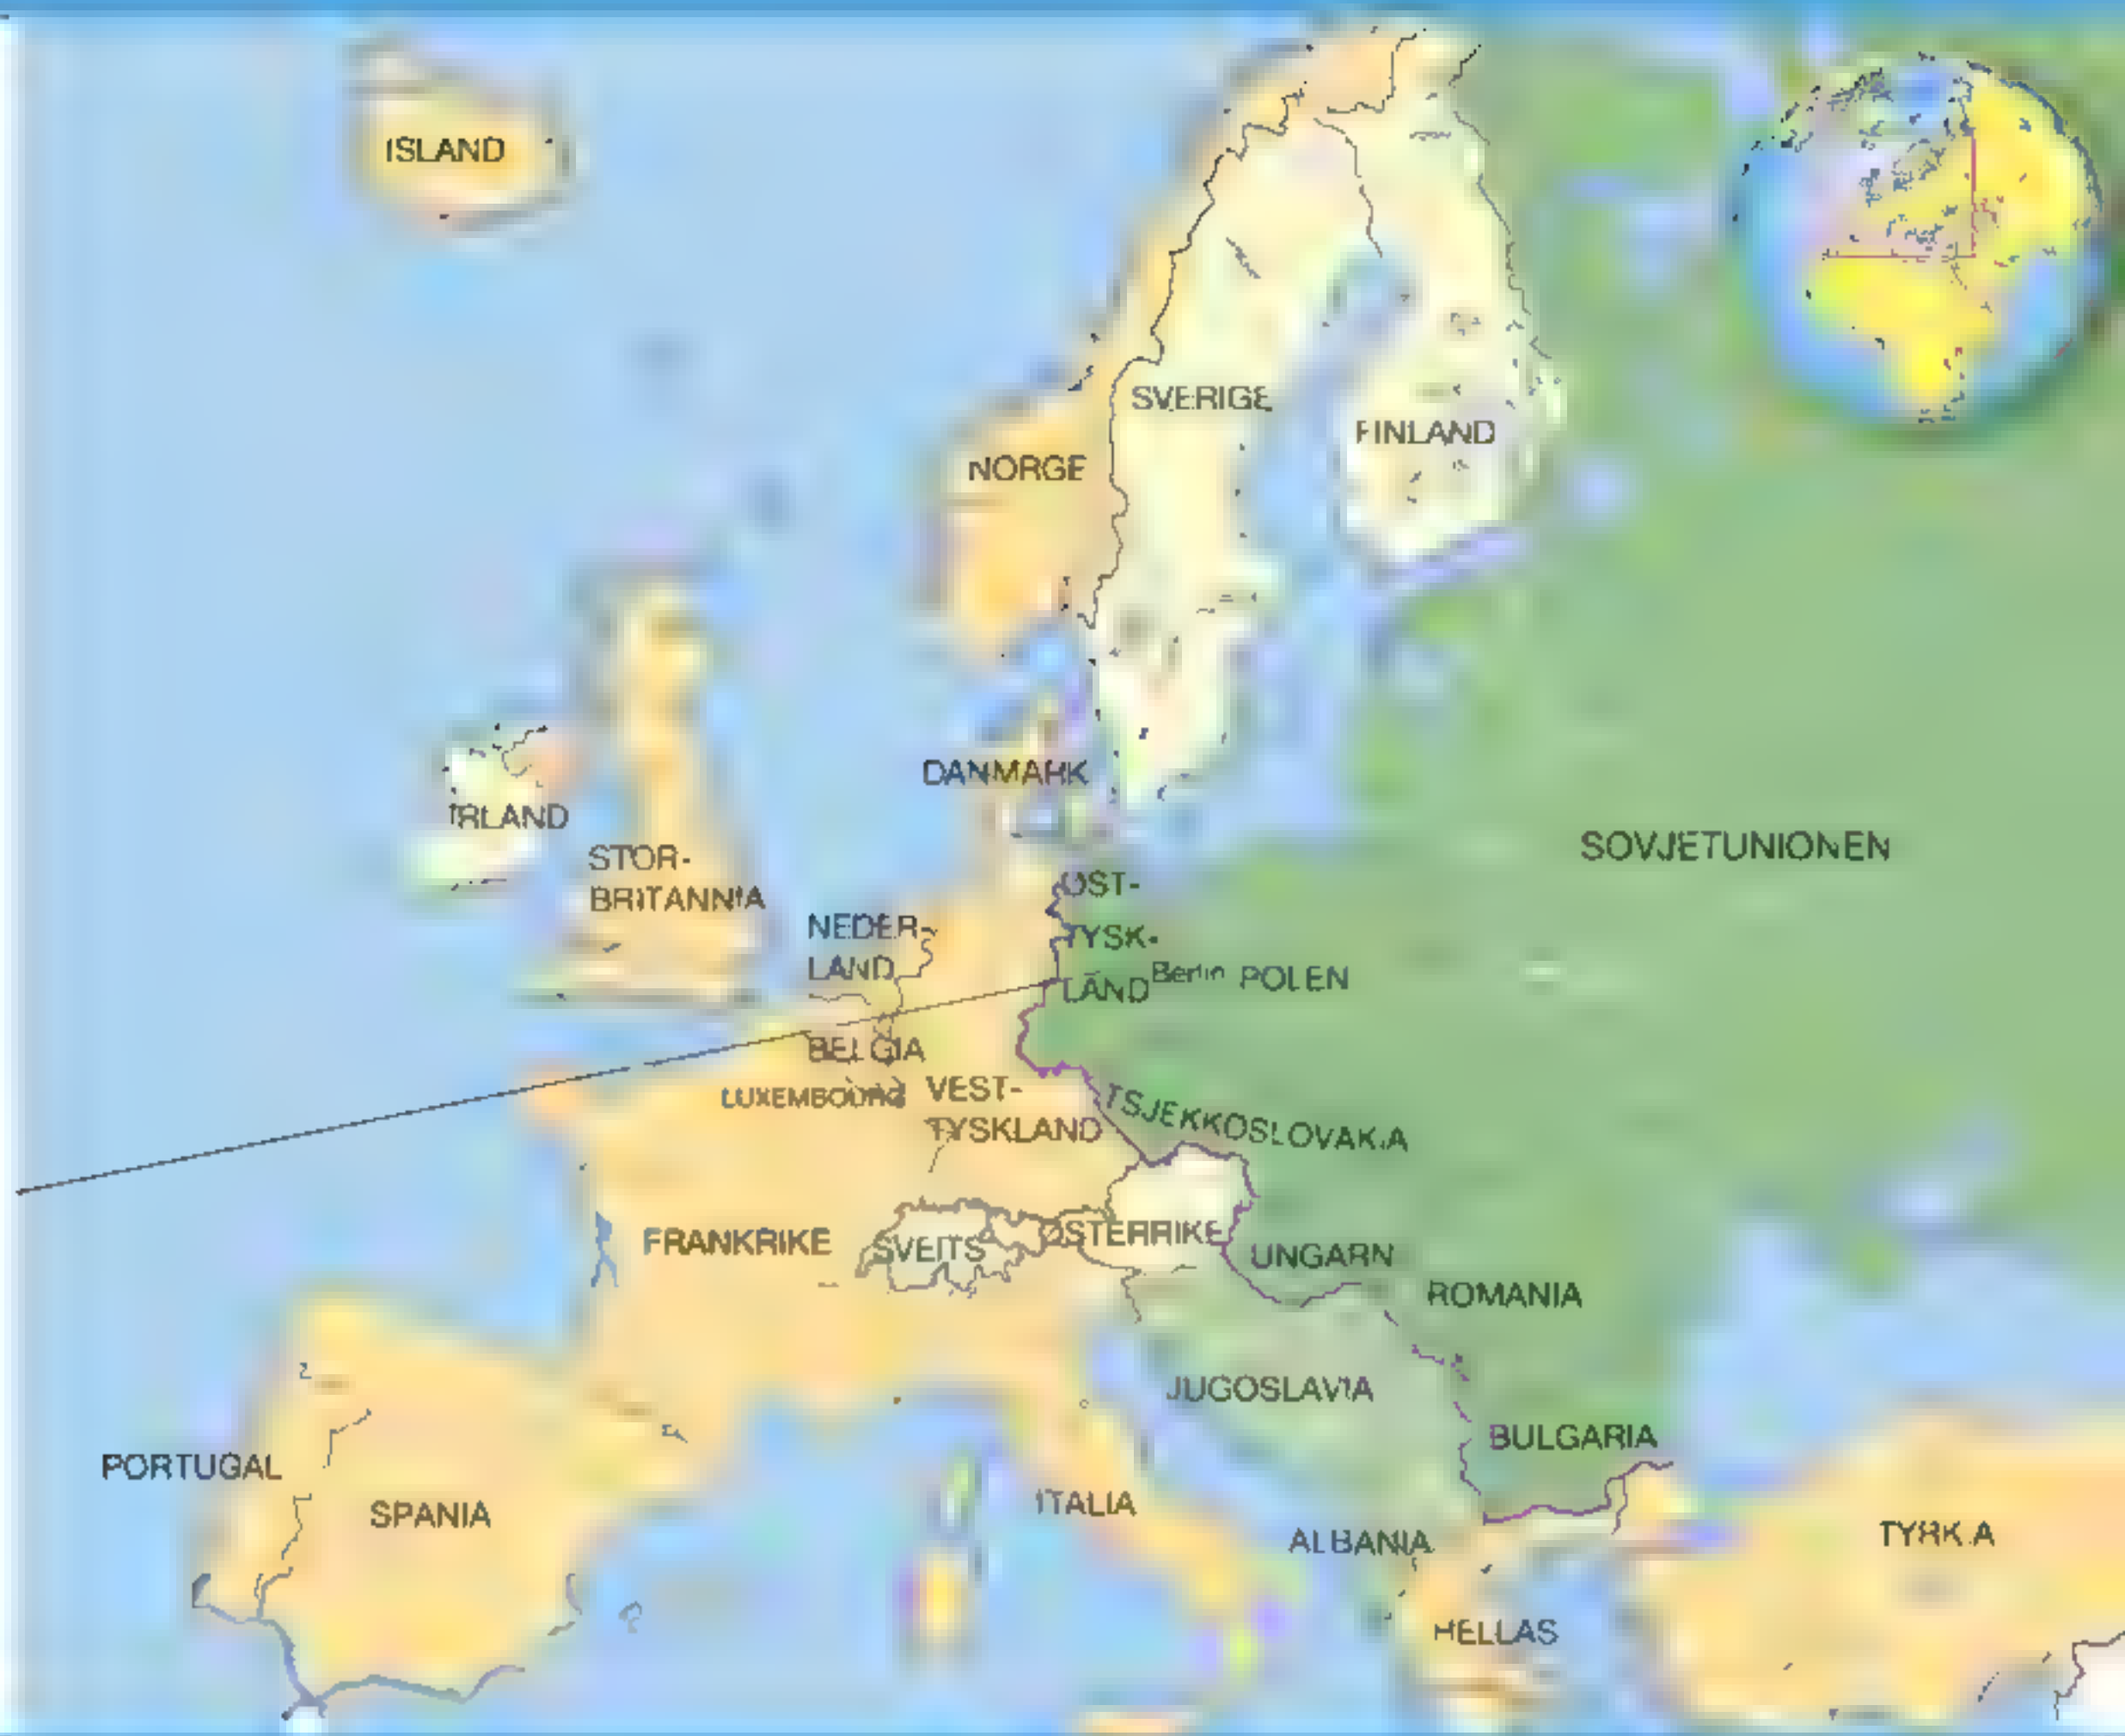 ISLAND
SVERIGE
FINLAND
NORGE
DANMARK
IRLAND
STOR-
BRITANNIA
SOVJETUNIONEN
ØST-
TYSK-
LAND
Berlin
POLEN
NEDER-
LAND
BELGIA
LUXEMBOURG
VEST-
TYSKLAND
TSJEKKOSLOVAKIA
FRANKRIKE
SVEITS
ØSTERRIKE
UNGARN
ROMANIA
JUGOSLAVIA
BULGARIA
PORTUGAL
SPANIA
ITALIA
ALBANIA
TYRKIA
HELLAS